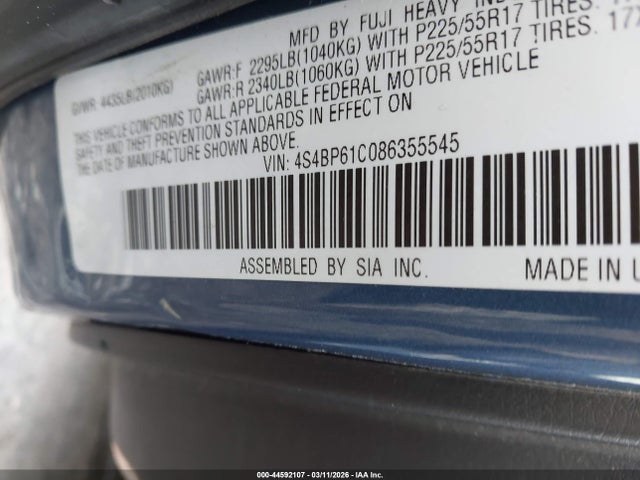 MFD BY FUJI HEAVY IND
GVWR: 4435LB(2010KG) GAWR:F 2295LB(1040KG) WITH P225/55R17 TIRES.
GAWR:R 2340LB(1060KG) WITH P225/55R17 TIRES. 17X
THIS VEHICLE CONFORMS TO ALL APPLICABLE FEDERAL MOTOR VEHICLE
SAFETY AND THEFT PREVENTION STANDARDS IN EFFECT ON
THE DATE OF MANUFACTURE SHOWN ABOVE.
VIN: 4S4BP61C086355545
ASSEMBLED BY SIA INC. MADE IN U
000-44592107 - 03/11/2026 - IAA Inc.